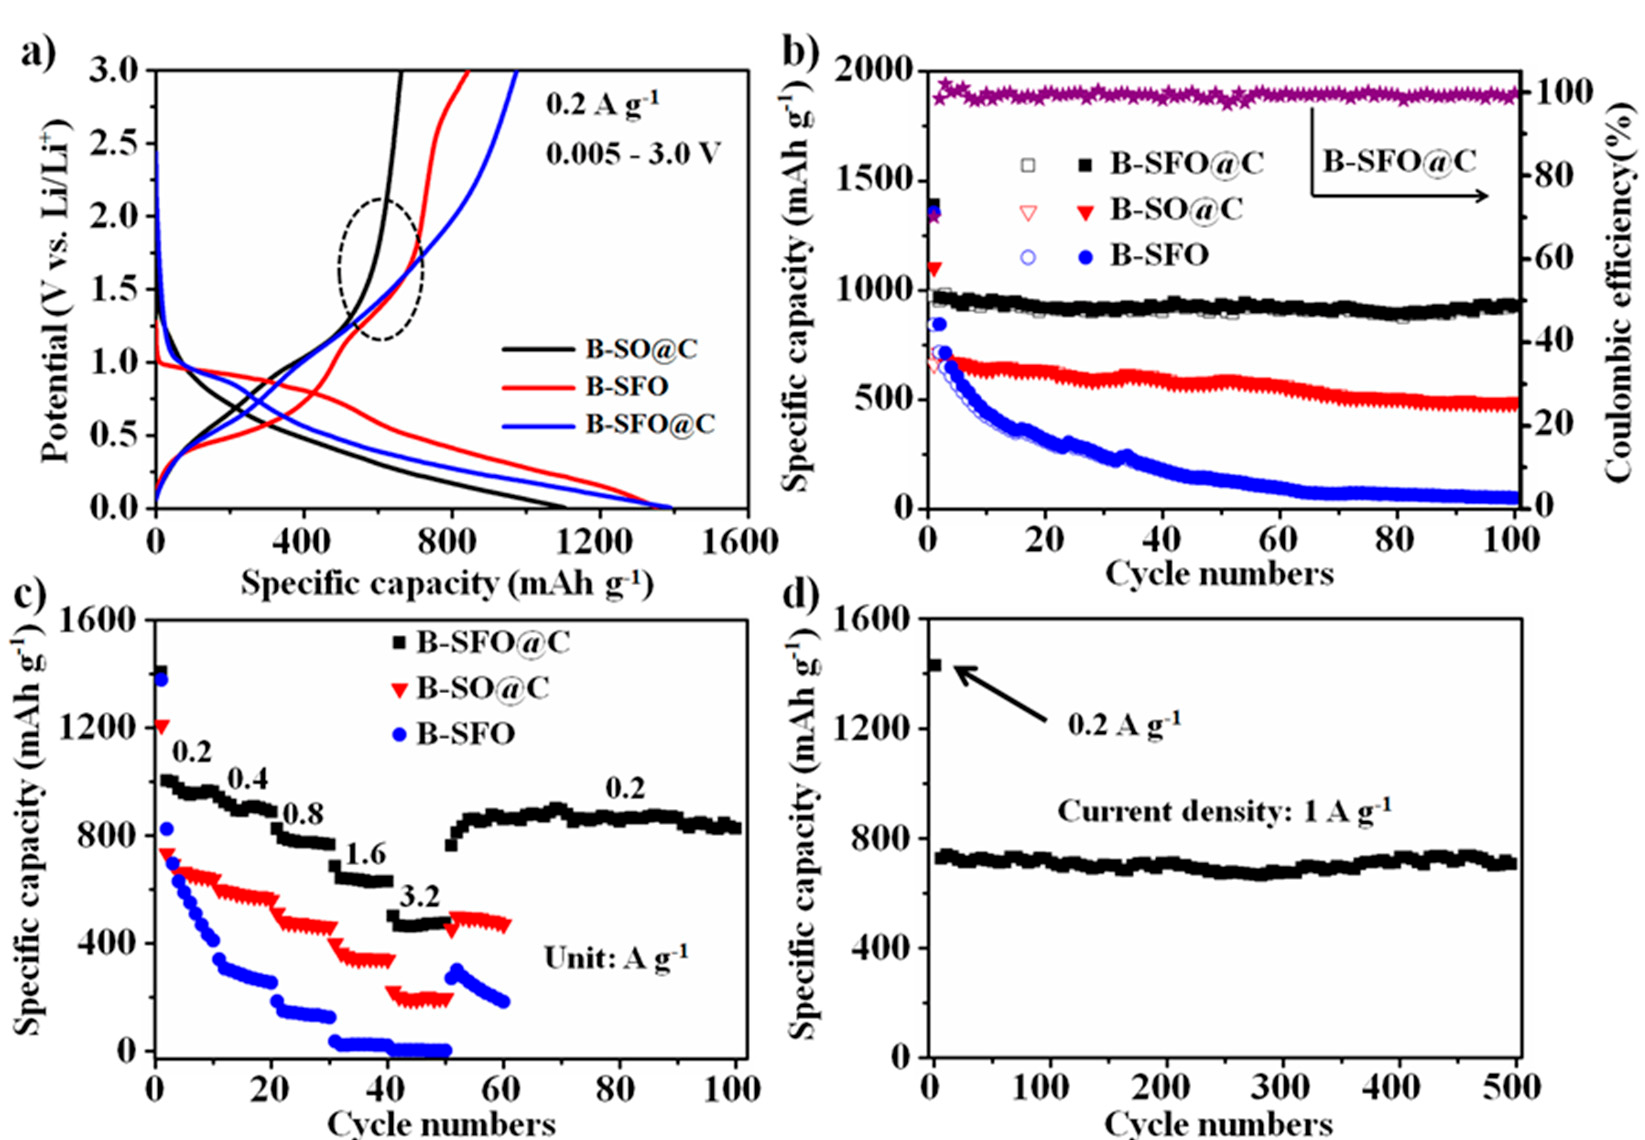 a)
3.0
2.5
2.0
1.5
1.0
0.5
0.0
Potential (V vs. Li/Li⁺)
0.2 A g⁻¹
0.005 - 3.0 V
B-SO@C
B-SFO
B-SFO@C
0 400 800 1200 1600
Specific capacity (mAh g⁻¹)
b)
2000
1500
1000
500
0
Specific capacity (mAh g⁻¹)
B-SFO@C
B-SO@C
B-SFO
B-SFO@C
100
80
60
40
20
0
Coulombic efficiency(%)
0 20 40 60 80 100
Cycle numbers
c)
1600
1200
800
400
0
Specific capacity (mAh g⁻¹)
B-SFO@C
B-SO@C
B-SFO
0.2
0.4
0.8
1.6
3.2
0.2
Unit: A g⁻¹
0 20 40 60 80 100
Cycle numbers
d)
1600
1200
800
400
0
Specific capacity (mAh g⁻¹)
0.2 A g⁻¹
Current density: 1 A g⁻¹
0 100 200 300 400 500
Cycle numbers